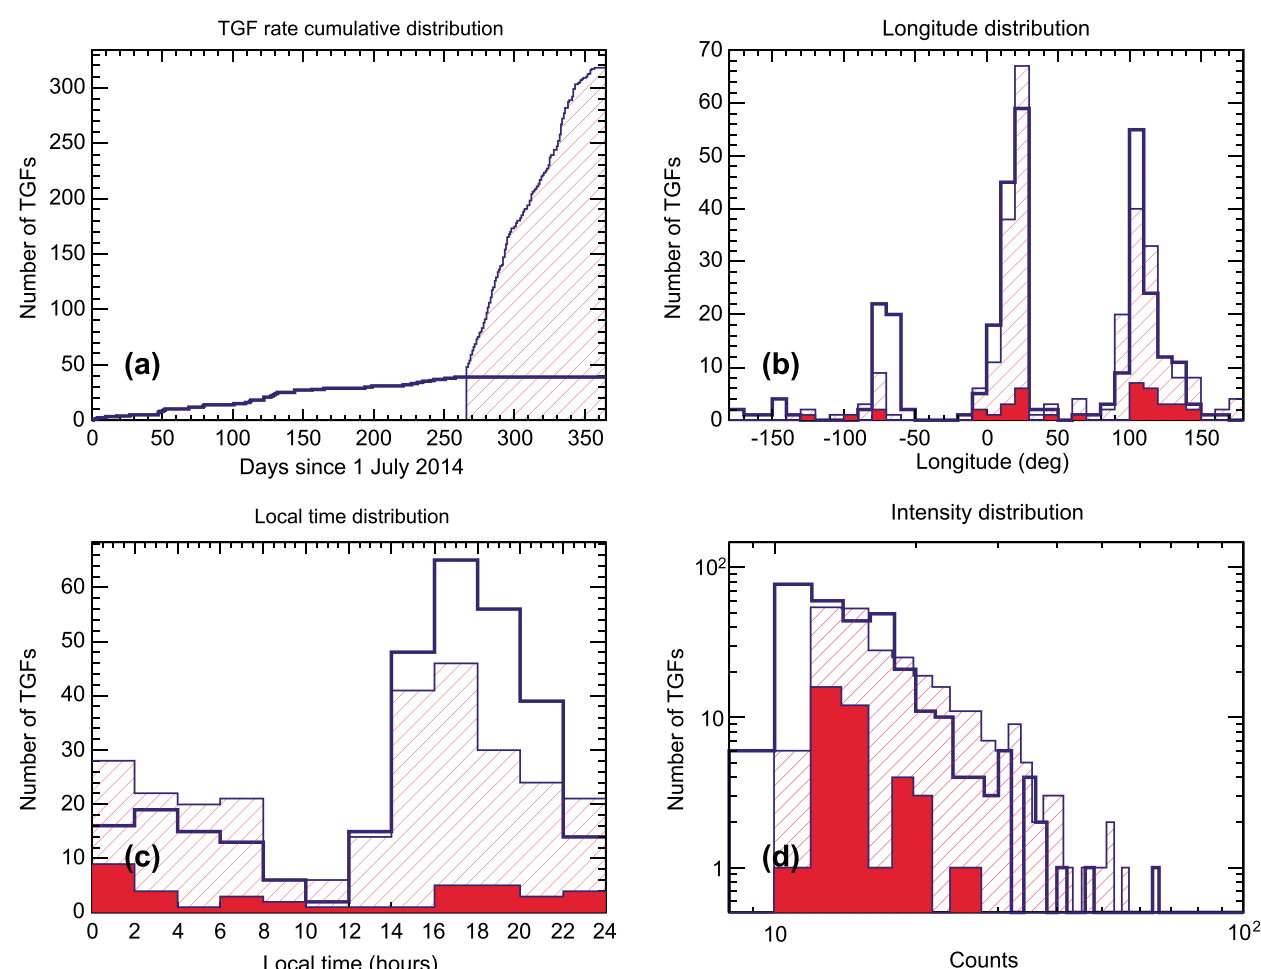 TGF rate cumulative distribution
Number of TGFs
300
250
200
150
100
50
0
(a)
0 50 100 150 200 250 300 350
Days since 1 July 2014
Longitude distribution
Number of TGFs
70
60
50
40
30
20
10
0
(b)
-150 -100 -50 0 50 100 150
Longitude (deg)
Local time distribution
Number of TGFs
60
50
40
30
20
10
0
(c)
0 2 4 6 8 10 12 14 16 18 20 22 24
Local time (hours)
Intensity distribution
Number of TGFs
10²
10
1
(d)
10 10²
Counts